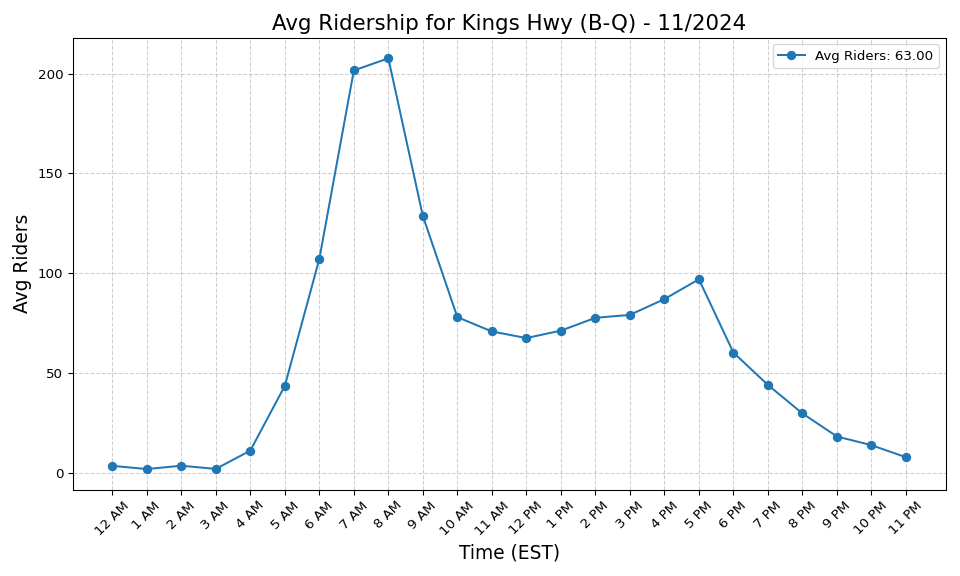 Avg Ridership for Kings Hwy (B-Q) - 11/2024
Avg Riders: 63.00
Avg Riders
200
150
100
50
0
12 AM 1 AM 2 AM 3 AM 4 AM 5 AM 6 AM 7 AM 8 AM 9 AM 10 AM 11 AM 12 PM 1 PM 2 PM 3 PM 4 PM 5 PM 6 PM 7 PM 8 PM 9 PM 10 PM 11 PM
Time (EST)